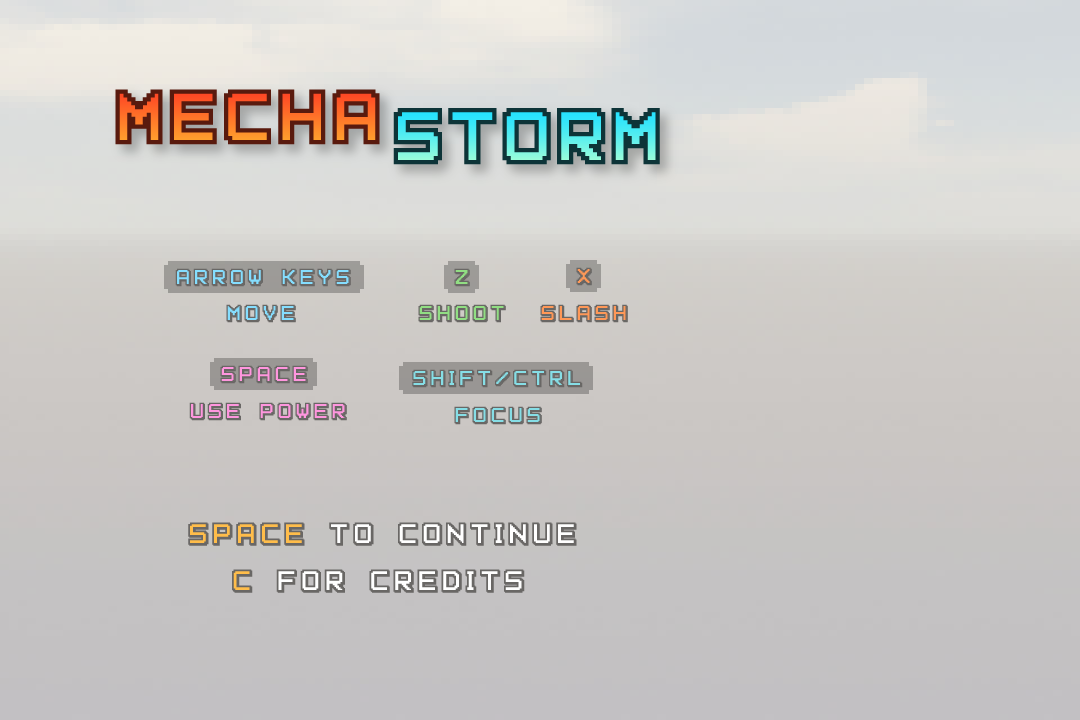 MECHA STORM
ARROW KEYS Z X
MOVE SHOOT SLASH
SPACE SHIFT/CTRL
USE POWER FOCUS
SPACE TO CONTINUE
C FOR CREDITS